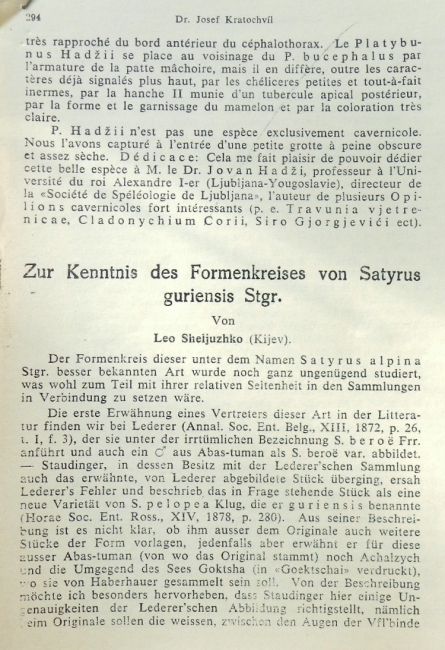 294
Dr. Josef Kratochvíl
très rapproché du bord antérieur du céphalothorax. Le Platybu-
nus Hadžii se place au voisinage du P. bucephalus par
l'armature de la patte mâchoire, mais il en diffère, outre les carac-
tères déjà signalés plus haut, par les chélicères petites et tout-à-fait
inermes, par la hanche II munie d'un tubercule apical postérieur,
par la forme et le garnissage du mamelon et par la coloration très
claire.
P. Hadžii n'est pas une espèce exclusivement cavernicole.
Nous l'avons capturé à l'entrée d'une petite grotte à peine obscure
et assez sèche. Dédicace: Cela me fait plaisir de pouvoir dédier
cette belle espèce à M. le Dr. Jovan Hadži, professeur à l'Uni-
versité du roi Alexandre I-er (Ljubljana-Yougoslavie), directeur de
la «Société de Spéléologie de Ljubljana», l'auteur de plusieurs Opi-
lions cavernicoles fort intéressants (p. e. Travunia vjetre-
nicae, Cladonychium Corii, Siro Gjorgjevići ect).
Zur Kenntnis des Formenkreises von Satyrus
guriensis Stgr.
Von
Leo Sheijuzhko (Kijev).
Der Formenkreis dieser unter dem Namen Satyrus alpina
Stgr. besser bekannten Art wurde noch ganz ungenügend studiert,
was wohl zum Teil mit ihrer relativen Seltenheit in den Sammlungen
in Verbindung zu setzen wäre.
Die erste Erwähnung eines Vertreters dieser Art in der Littera-
tur finden wir bei Lederer (Annal. Soc. Ent. Belg., XIII, 1872, p. 26,
t. I, f. 3), der sie unter der irrtümlichen Bezeichnung S. beroë Frr.
anführt und auch ein ♂ aus Abas-tuman als S. beroë var. abbildet.
— Staudinger, in dessen Besitz mit der Lederer'schen Sammlung
auch das erwähnte, von Lederer abgebildete Stück überging, ersah
Lederer's Fehler und beschrieb das in Frage stehende Stück als eine
neue Varietät von S. pelopea Klug, die er guriensis benannte
(Horae Soc. Ent. Ross., XIV, 1878, p. 280). Aus seiner Beschrei-
bung ist es nicht klar, ob ihm ausser dem Originale auch weitere
Stücke der Form vorlagen, jedenfalls aber erwähnt er für diese
ausser Abas-tuman (von wo das Original stammt) noch Achalzych
und die Umgegend des Sees Goktsha (in «Goektschai» verdruckt),
wo sie von Haberhauer gesammelt sein soll. Von der Beschreibung
möchte ich besonders hervorheben, dass Staudinger hier einige Un-
genauigkeiten der Lederer'schen Abbildung richtigstellt, nämlich
beim Originale sollen die weissen, zwischen den Augen der Vfl'binde